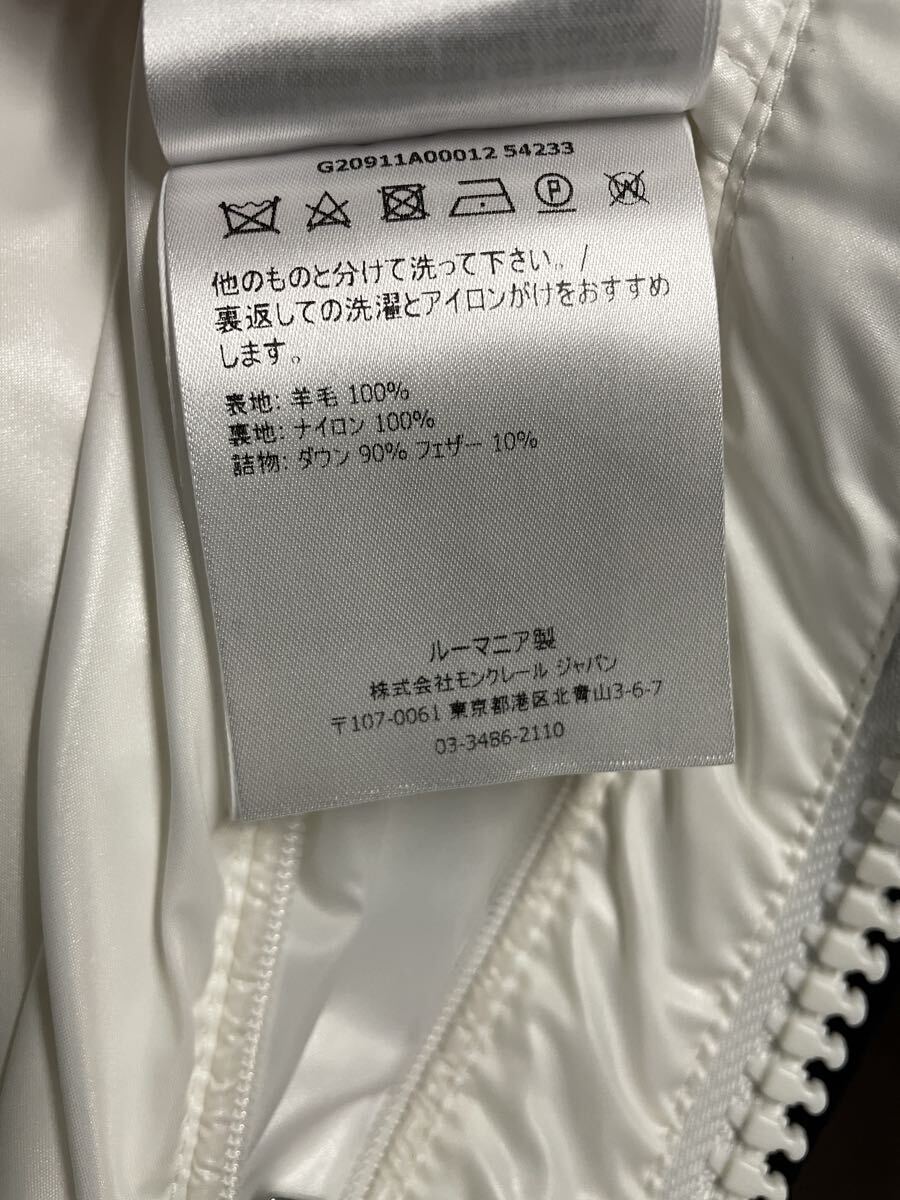 G20911A00012 54233
P
W
他のものと分けて洗って下さい。/
裏返しての洗濯とアイロンがけをおすすめ
します。
表地: 羊毛 100%
裏地: ナイロン 100%
詰物: ダウン 90% フェザー 10%
ルーマニア製
株式会社モンクレール ジャパン
〒107-0061 東京都港区北青山3-6-7
03-3486-2110